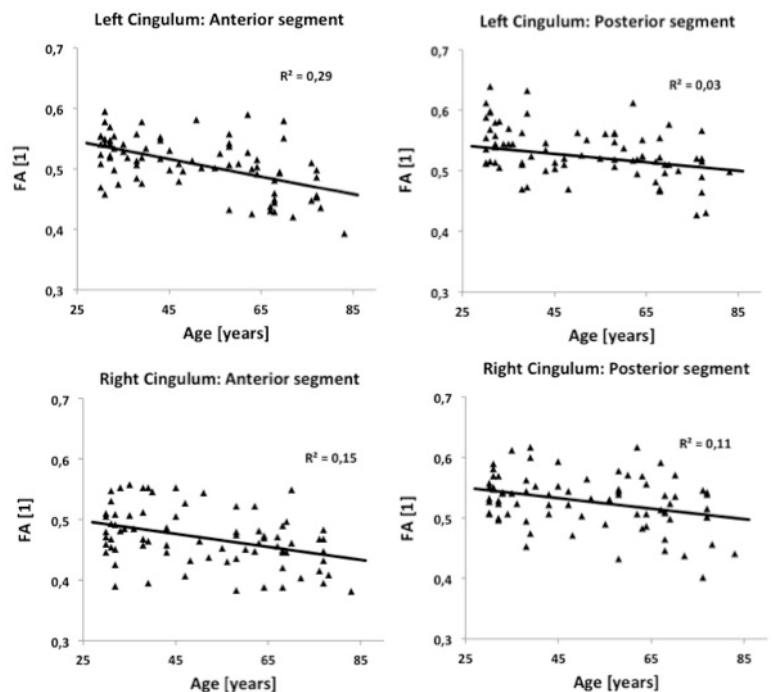 Left Cingulum: Anterior segment
0,7
0,6
0,5
0,4
0,3
FA [1]
R² = 0,29
25
45
65
85
Age [years]
Left Cingulum: Posterior segment
0,7
0,6
0,5
0,4
0,3
FA [1]
R² = 0,03
25
45
65
85
Age [years]
Right Cingulum: Anterior segment
0,7
0,6
0,5
0,4
0,3
FA [1]
R² = 0,15
25
45
65
85
Age [years]
Right Cingulum: Posterior segment
0,7
0,6
0,5
0,4
0,3
FA [1]
R² = 0,11
25
45
65
85
Age [years]